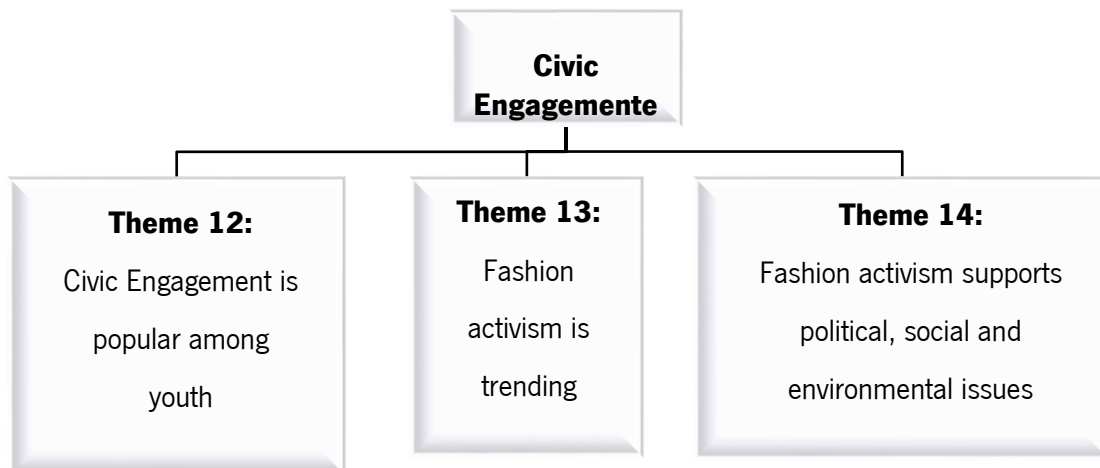 Civic
Engagemente
Theme 12:
Civic Engagement is
popular among
youth
Theme 13:
Fashion
activism is
trending
Theme 14:
Fashion activism supports
political, social and
environmental issues